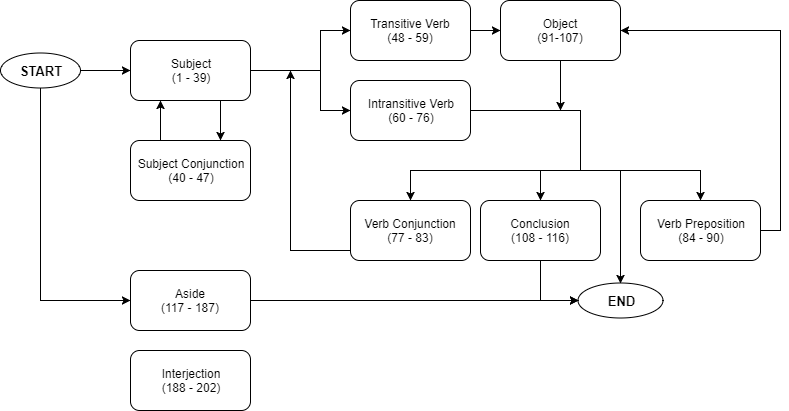 START
Subject
(1 - 39)
Transitive Verb
(48 - 59)
Object
(91-107)
Intransitive Verb
(60 - 76)
Subject Conjunction
(40 - 47)
Verb Conjunction
(77 - 83)
Conclusion
(108 - 116)
Verb Preposition
(84 - 90)
Aside
(117 - 187)
END
Interjection
(188 - 202)